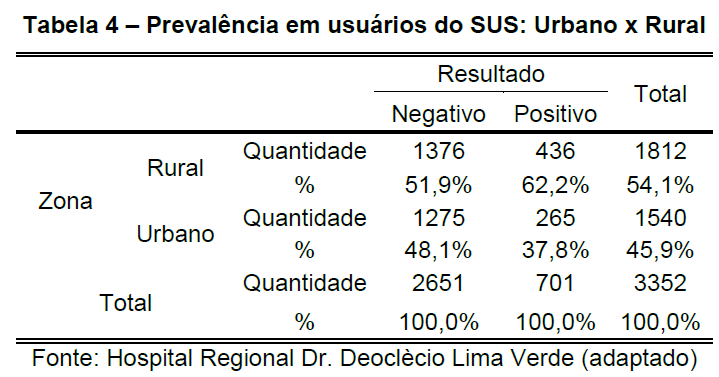 Tabela 4 – Prevalência em usuários do SUS: Urbano x Rural
Resultado Total
Negativo Positivo
Zona Rural Quantidade 1376 436 1812
% 51,9% 62,2% 54,1%
Urbano Quantidade 1275 265 1540
% 48,1% 37,8% 45,9%
Total Quantidade 2651 701 3352
% 100,0% 100,0% 100,0%
Fonte: Hospital Regional Dr. Deoclècio Lima Verde (adaptado)